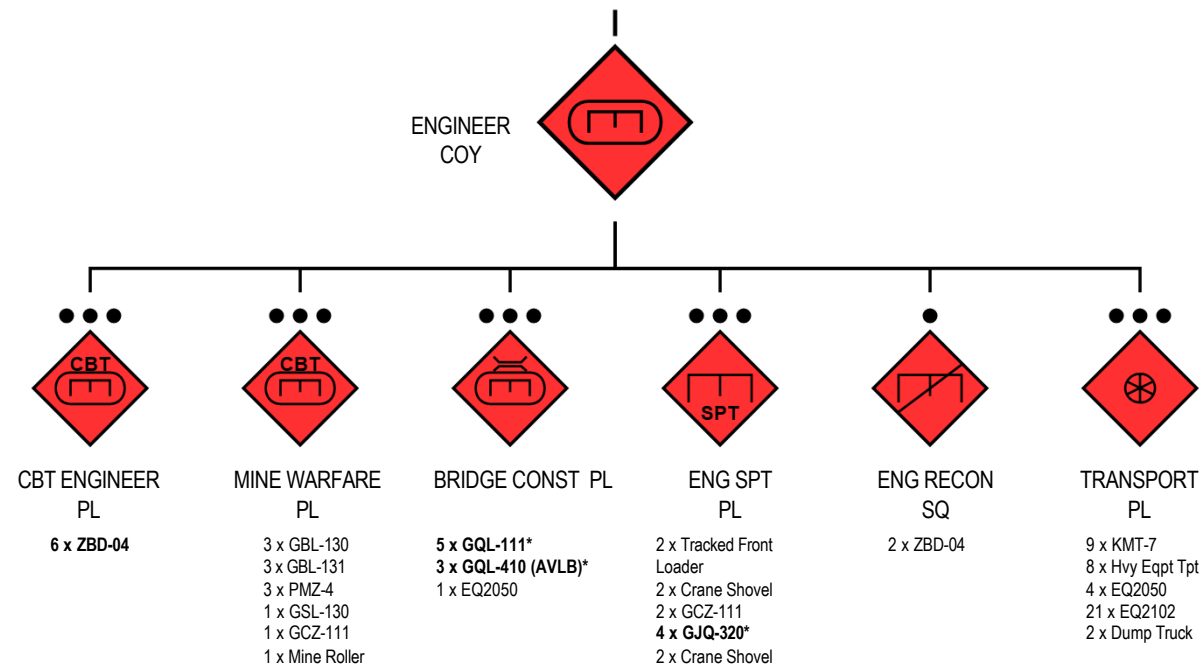 ENGINEER
COY
CBT
CBT
SPT
CBT ENGINEER
PL
6 x ZBD-04
MINE WARFARE
PL
3 x GBL-130
3 x GBL-131
3 x PMZ-4
1 x GSL-130
1 x GCZ-111
1 x Mine Roller
BRIDGE CONST PL
5 x GQL-111*
3 x GQL-410 (AVLB)*
1 x EQ2050
ENG SPT
PL
2 x Tracked Front
Loader
2 x Crane Shovel
2 x GCZ-111
4 x GJQ-320*
2 x Crane Shovel
ENG RECON
SQ
2 x ZBD-04
TRANSPORT
PL
9 x KMT-7
8 x Hvy Eqpt Tpt
4 x EQ2050
21 x EQ2102
2 x Dump Truck